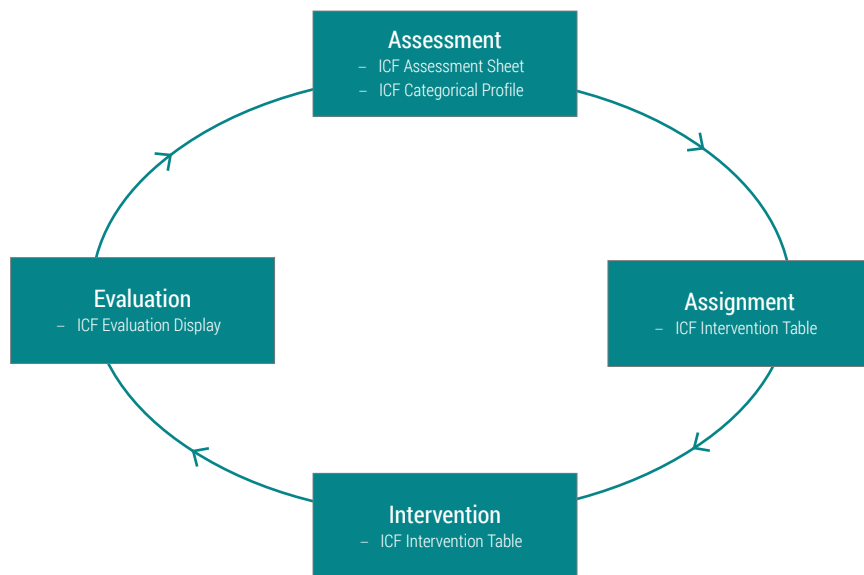 Assessment
– ICF Assessment Sheet
– ICF Categorical Profile
Evaluation
– ICF Evaluation Display
Assignment
– ICF Intervention Table
Intervention
– ICF Intervention Table